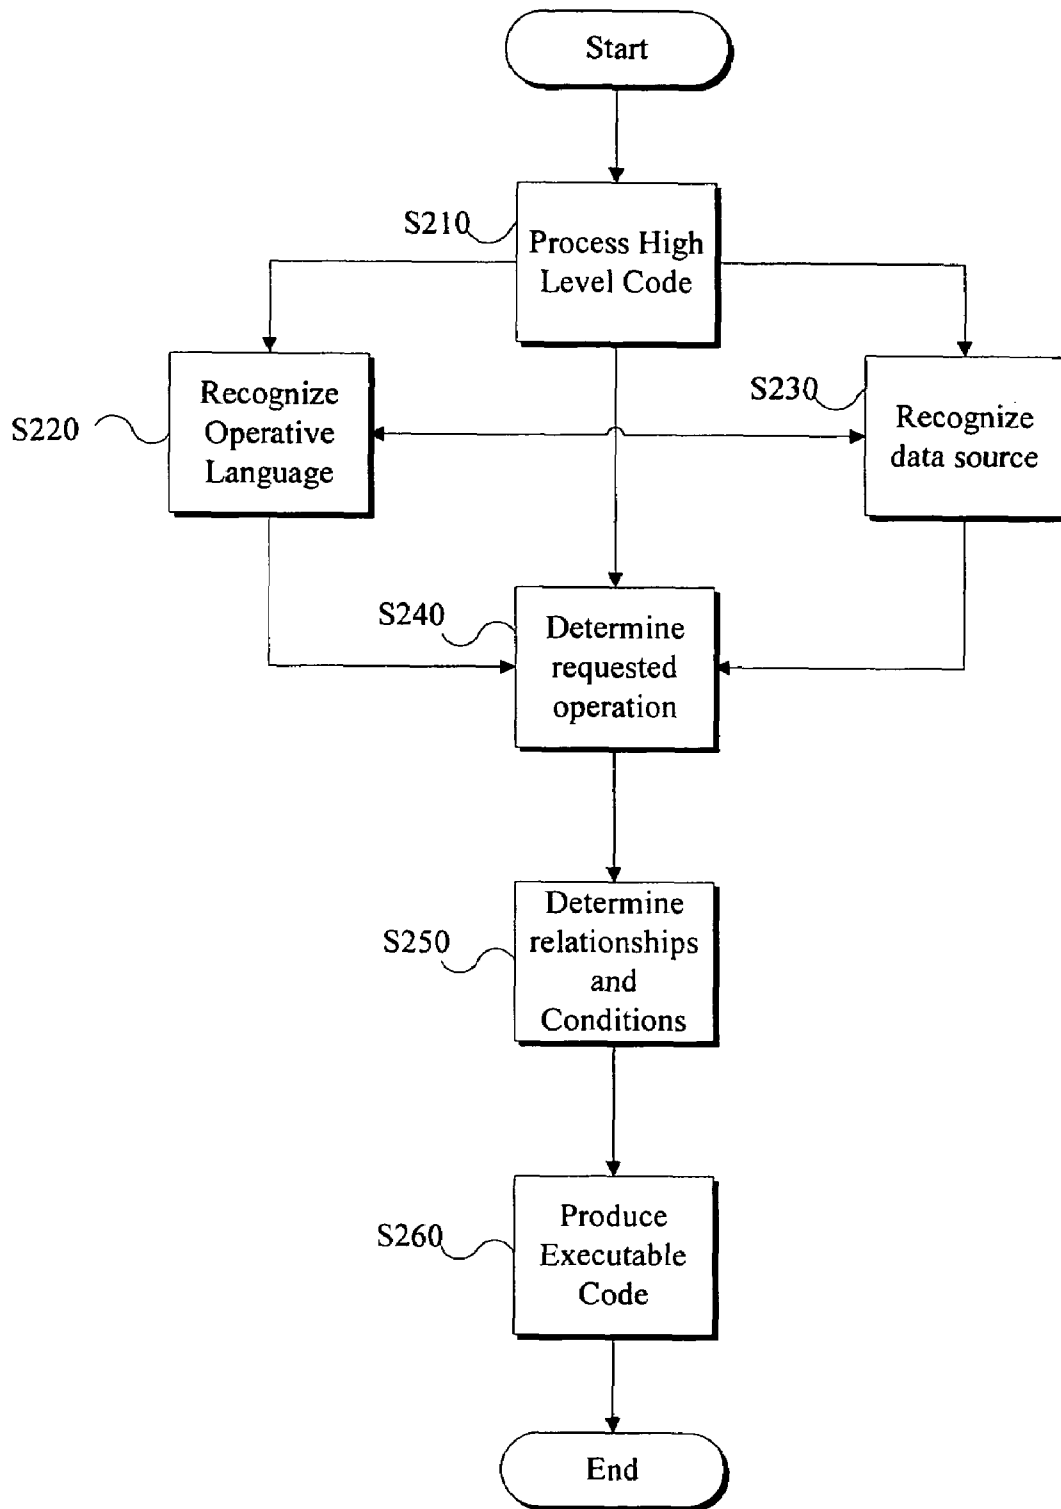 Start
S210
Process High
Level Code
S220
Recognize
Operative
Language
S230
Recognize
data source
S240
Determine
requested
operation
S250
Determine
relationships
and
Conditions
S260
Produce
Executable
Code
End